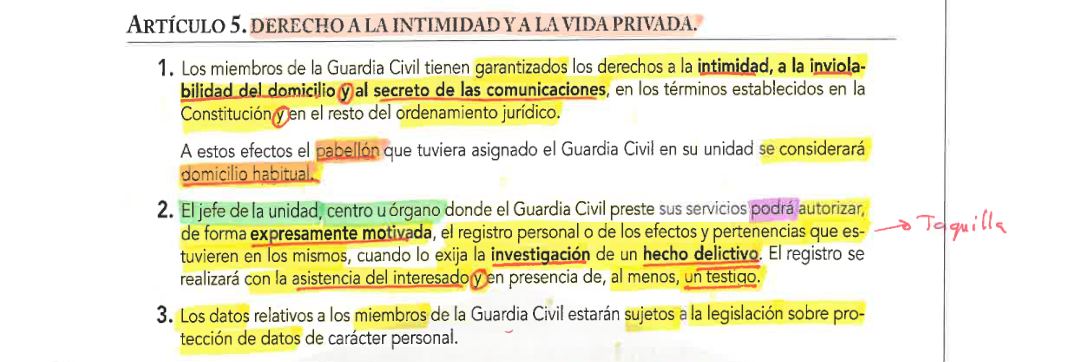 ARTÍCULO 5. DERECHO A LA INTIMIDAD Y A LA VIDA PRIVADA.
1. Los miembros de la Guardia Civil tienen garantizados los derechos a la intimidad, a la inviola-
bilidad del domicilio y al secreto de las comunicaciones, en los términos establecidos en la
Constitución y en el resto del ordenamiento jurídico.
A estos efectos el pabellón que tuviera asignado el Guardia Civil en su unidad se considerará
domicilio habitual.
2. El jefe de la unidad, centro u órgano donde el Guardia Civil preste sus servicios podrá autorizar,
de forma expresamente motivada, el registro personal o de los efectos y pertenencias que es-
tuvieren en los mismos, cuando lo exija la investigación de un hecho delictivo. El registro se
realizará con la asistencia del interesado y en presencia de, al menos, un testigo.
→ Taquilla
3. Los datos relativos a los miembros de la Guardia Civil estarán sujetos a la legislación sobre pro-
tección de datos de carácter personal.